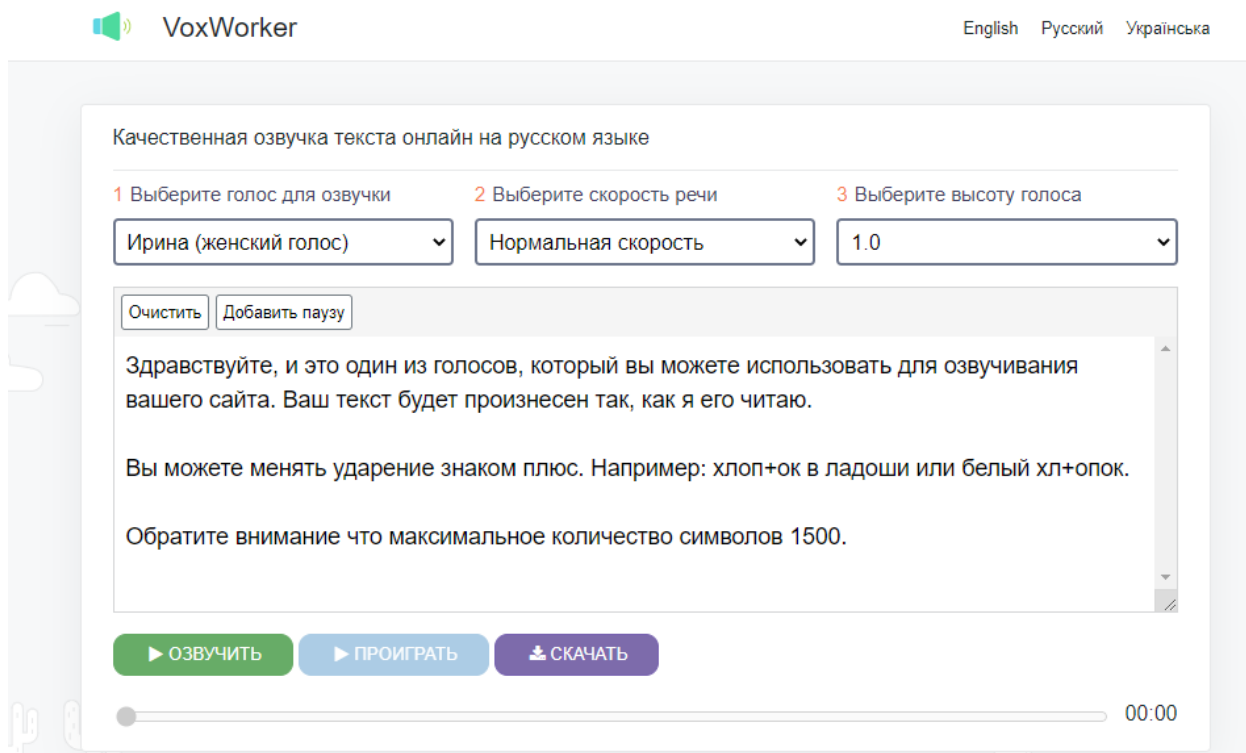 VoxWorker
English Русский Українська
Качественная озвучка текста онлайн на русском языке
1 Выберите голос для озвучки 2 Выберите скорость речи 3 Выберите высоту голоса
Ирина (женский голос) Нормальная скорость 1.0
Очистить Добавить паузу
Здравствуйте, и это один из голосов, который вы можете использовать для озвучивания
вашего сайта. Ваш текст будет произнесен так, как я его читаю.
Вы можете менять ударение знаком плюс. Например: хлоп+ок в ладоши или белый хл+опок.
Обратите внимание что максимальное количество символов 1500.
ОЗВУЧИТЬ ПРОИГРАТЬ СКАЧАТЬ
00:00